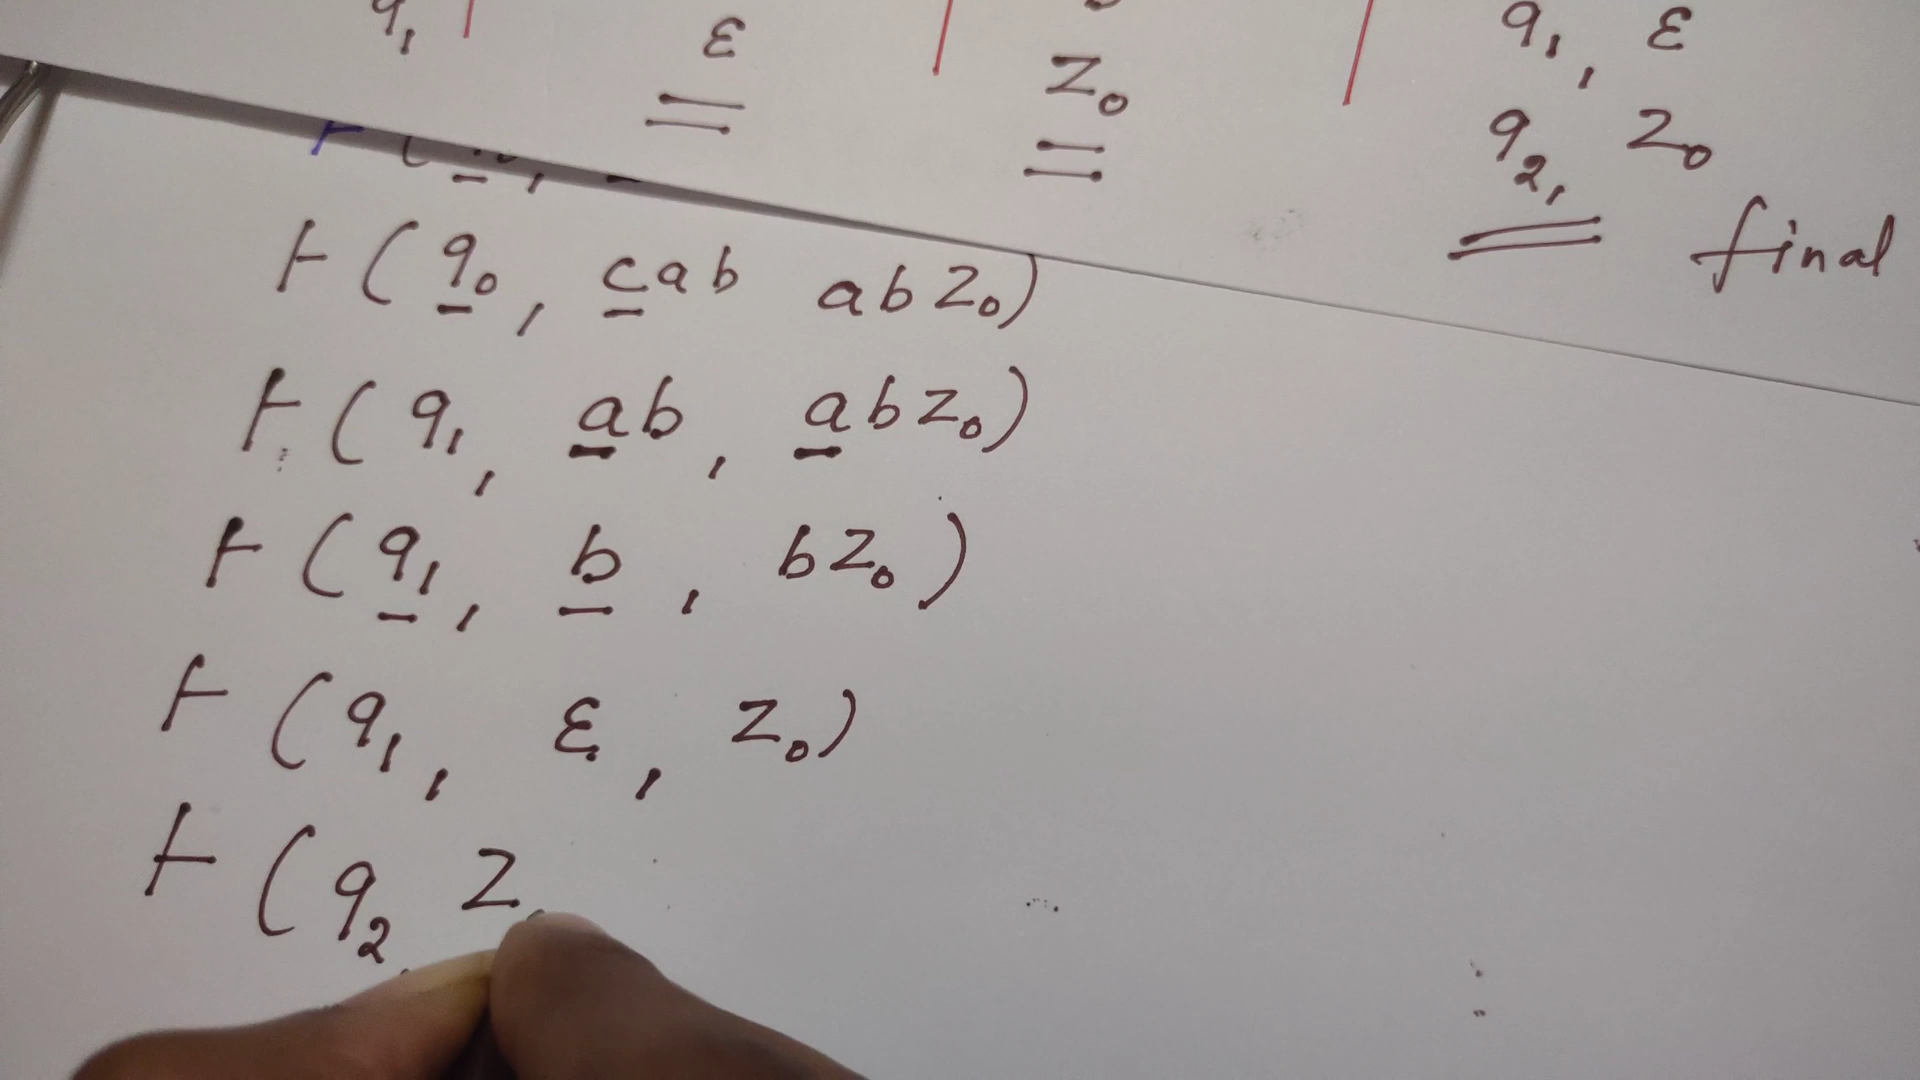 q₁ | ε | Z₀ | q₁, ε
q₂, Z₀
final
⊢ (q₀, cab abZ₀)
⊢ (q₁, ab, abZ₀)
⊢ (q₁, b, bZ₀)
⊢ (q₁, ε, Z₀)
⊢ (q₂, Z